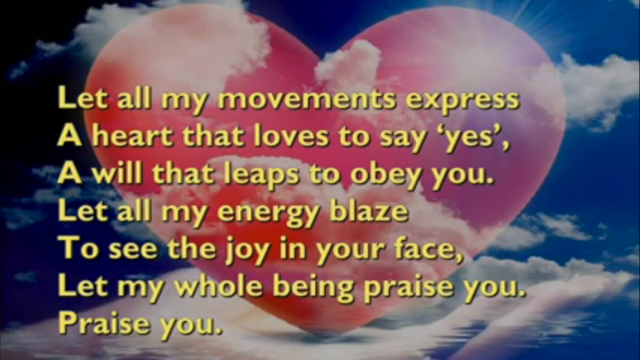 Let all my movements express
A heart that loves to say ‘yes’,
A will that leaps to obey you.
Let all my energy blaze
To see the joy in your face,
Let my whole being praise you.
Praise you.